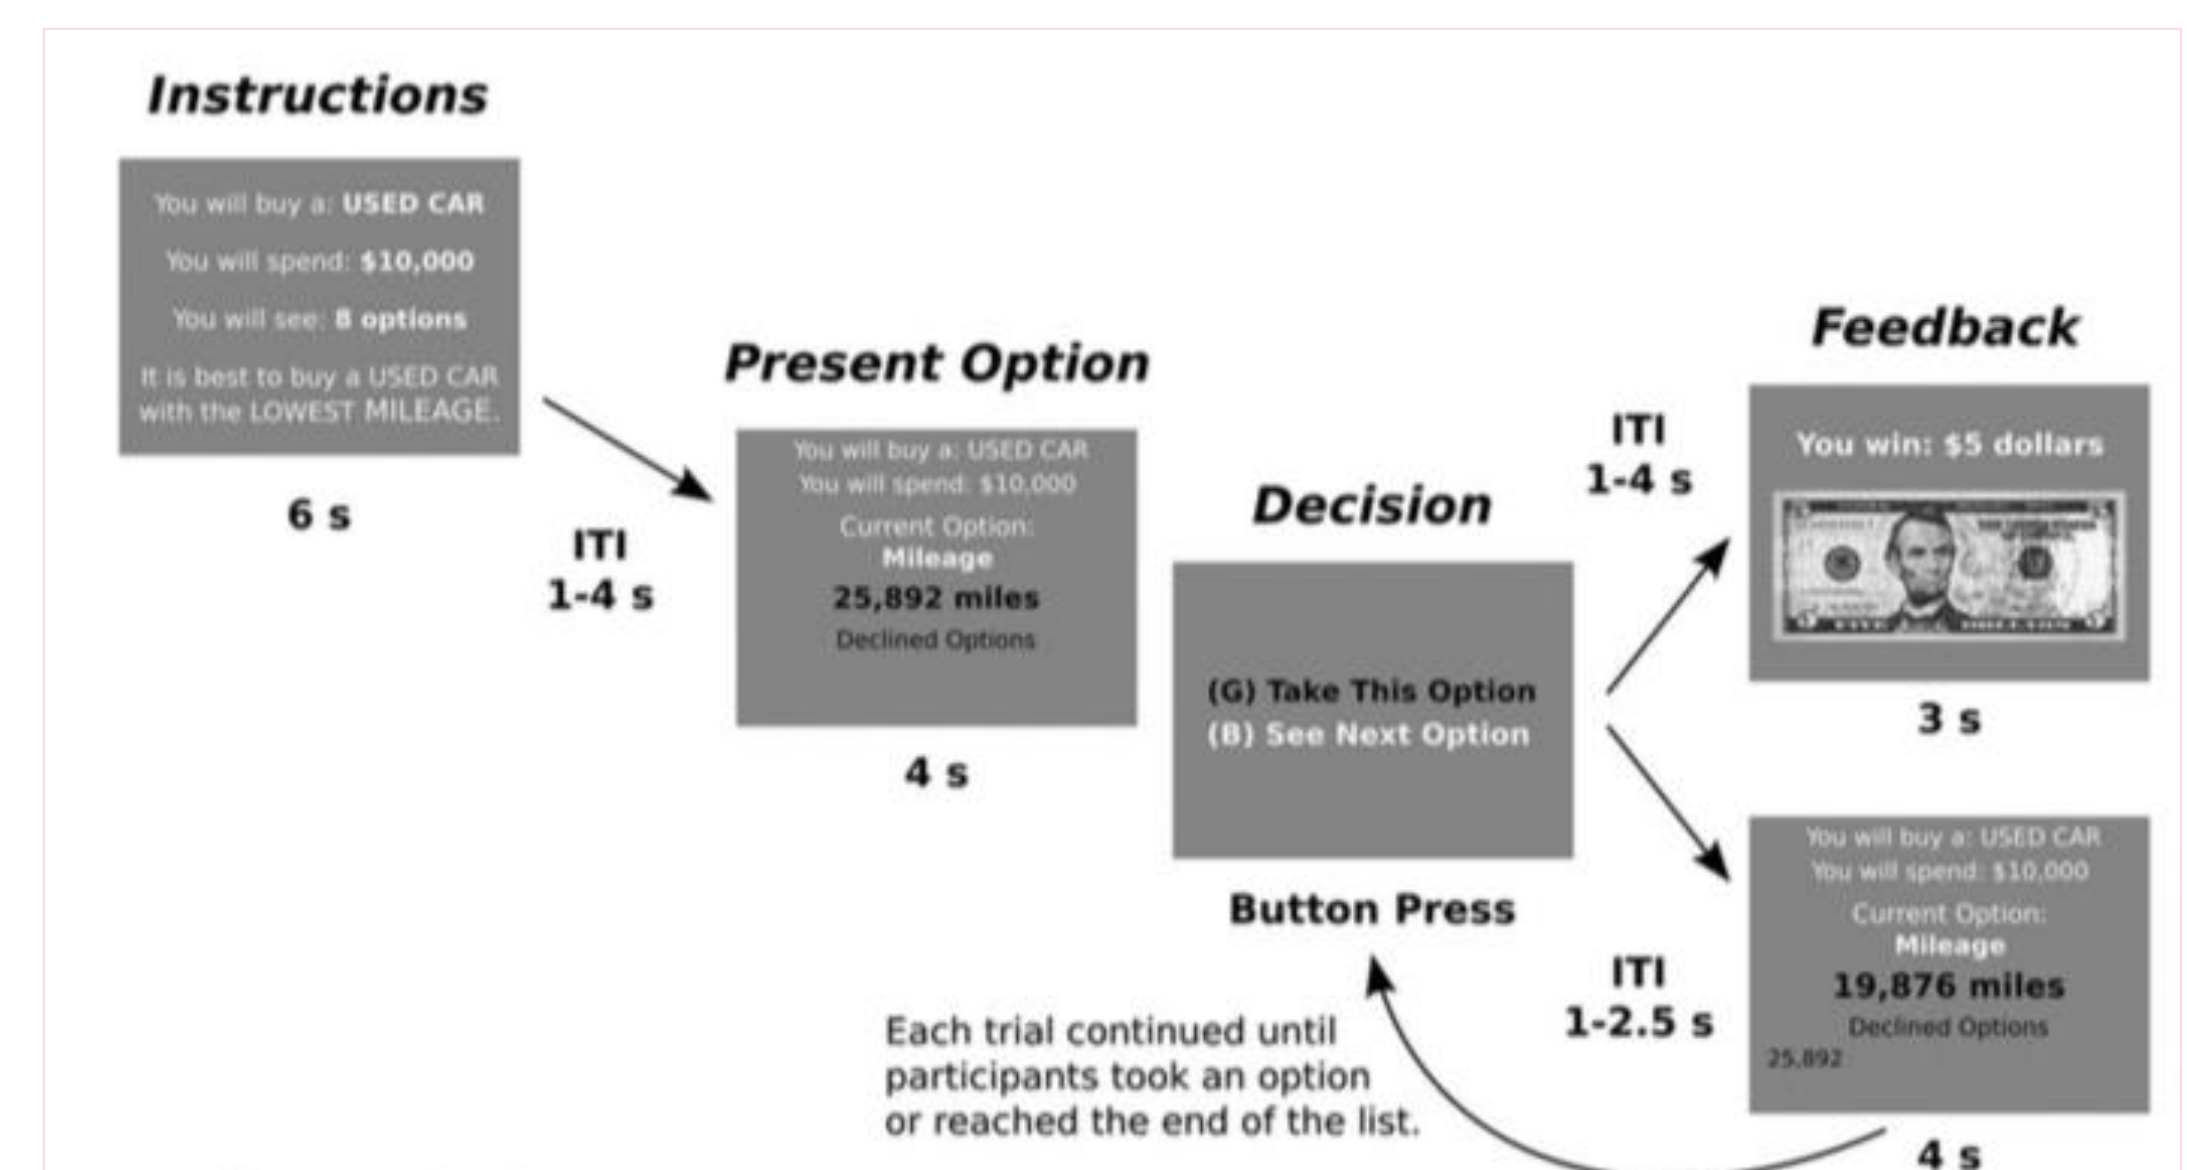 Instructions
You will buy a: USED CAR
You will spend: $10,000
You will see: 8 options
It is best to buy a USED CAR
with the LOWEST MILEAGE.
6 s
ITI
1-4 s
Present Option
You will buy a: USED CAR
You will spend: $10,000
Current Option:
Mileage
25,892 miles
Declined Options
4 s
Decision
(G) Take This Option
(B) See Next Option
Button Press
ITI
1-4 s
Feedback
You win: $5 dollars
3 s
ITI
1-2.5 s
You will buy a: USED CAR
You will spend: $10,000
Current Option:
Mileage
19,876 miles
Declined Options
25,892
4 s
Each trial continued until
participants took an option
or reached the end of the list.